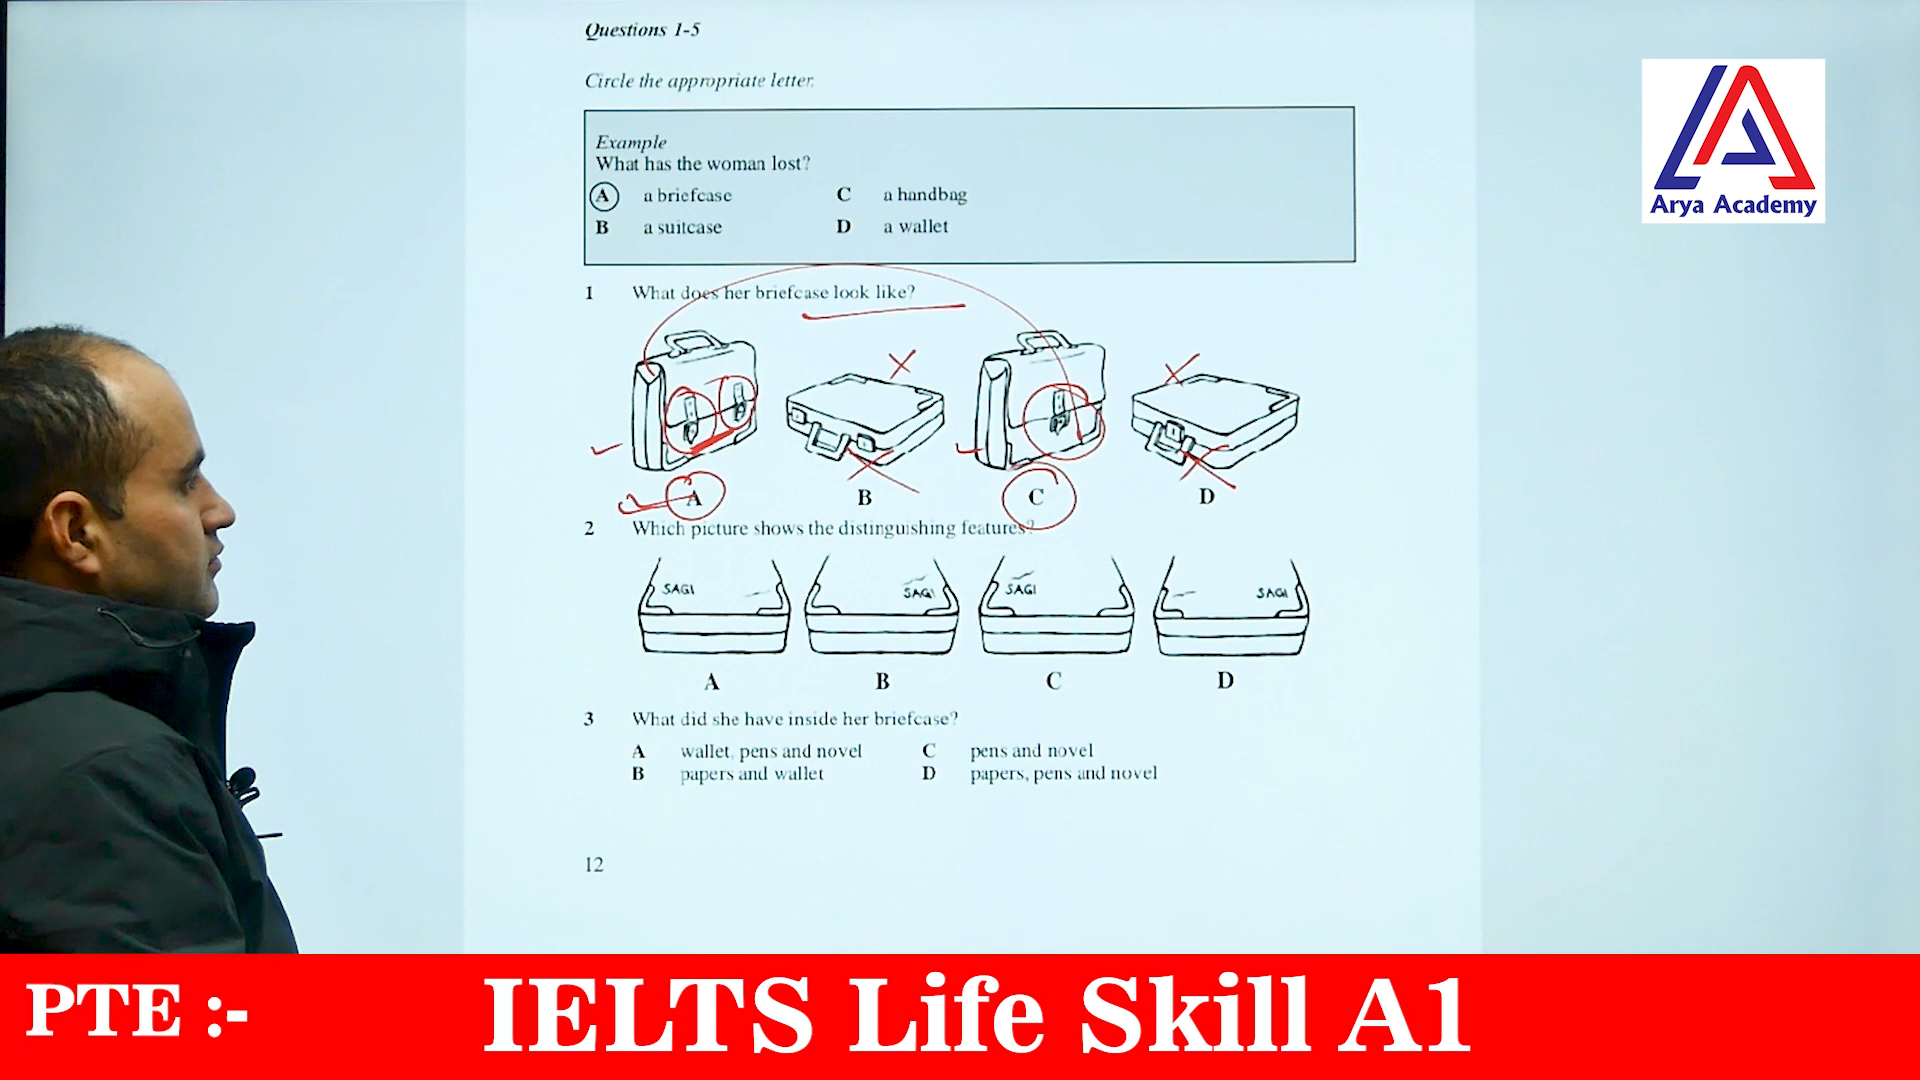 Questions 1-5
Circle the appropriate letter.
Example
What has the woman lost?
A a briefcase C a handbag
B a suitcase D a wallet
1 What does her briefcase look like?
A B C D
2 Which picture shows the distinguishing features?
SAGI SAGI SAGI SAGI
A B C D
3 What did she have inside her briefcase?
A wallet, pens and novel C pens and novel
B papers and wallet D papers, pens and novel
12
Arya Academy
PTE :- IELTS Life Skill A1